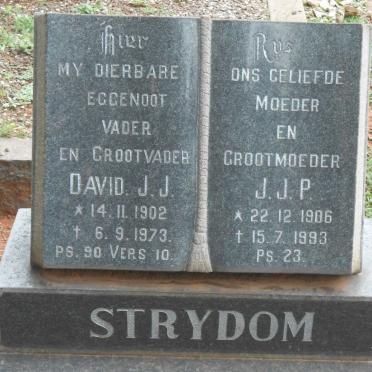 Hier
MY DIERBARE
EGGENOOT
VADER
EN GROOTVADER
DAVID. J. J.
* 14. 11. 1902
† 6. 9. 1973.
PS. 90 VERS 10.
Rus
ONS GELIEFDE
MOEDER
EN
GROOTMOEDER
J. J. P.
* 22. 12. 1906
† 15. 7. 1993
PS. 23.
STRYDOM